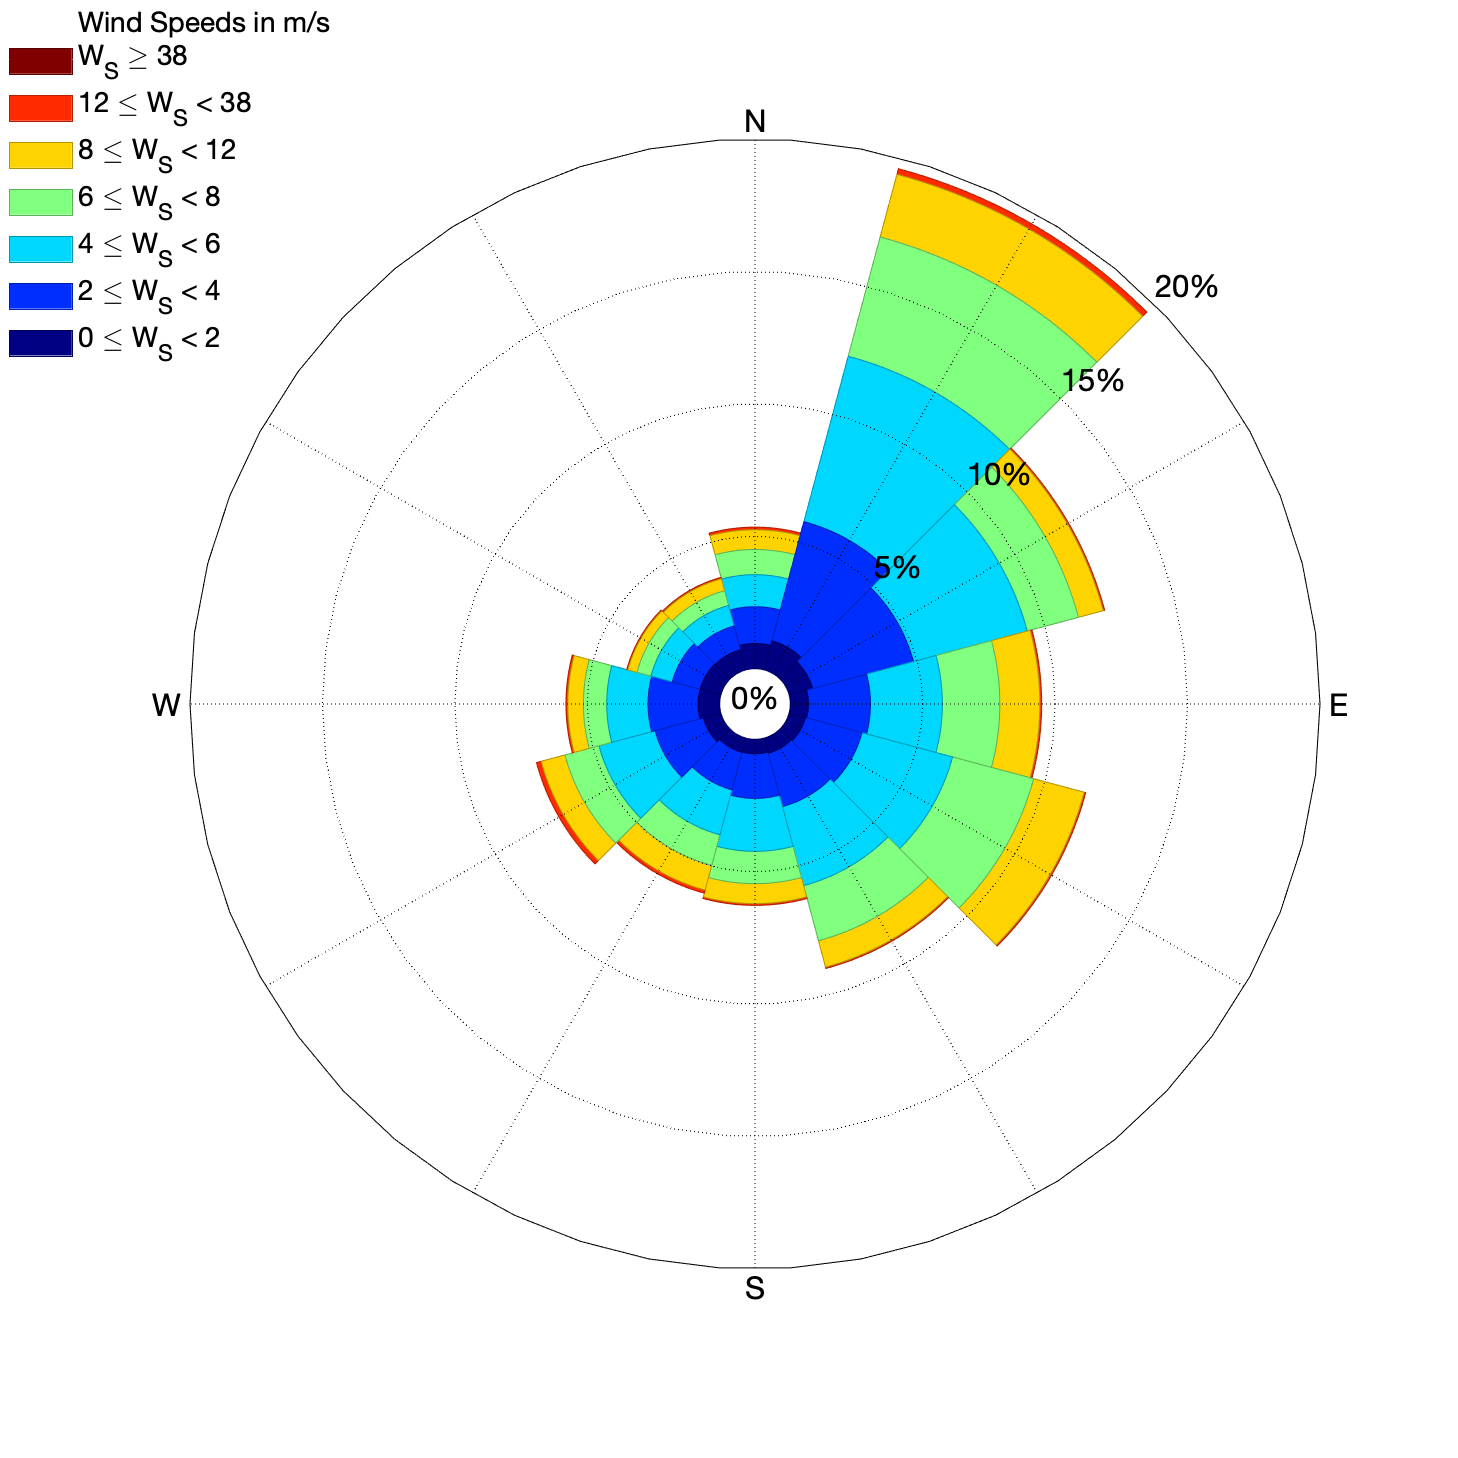 Wind Speeds in m/s
W_S ≥ 38
12 ≤ W_S < 38
8 ≤ W_S < 12
6 ≤ W_S < 8
4 ≤ W_S < 6
2 ≤ W_S < 4
0 ≤ W_S < 2
N
20%
15%
10%
5%
0%
W
E
S